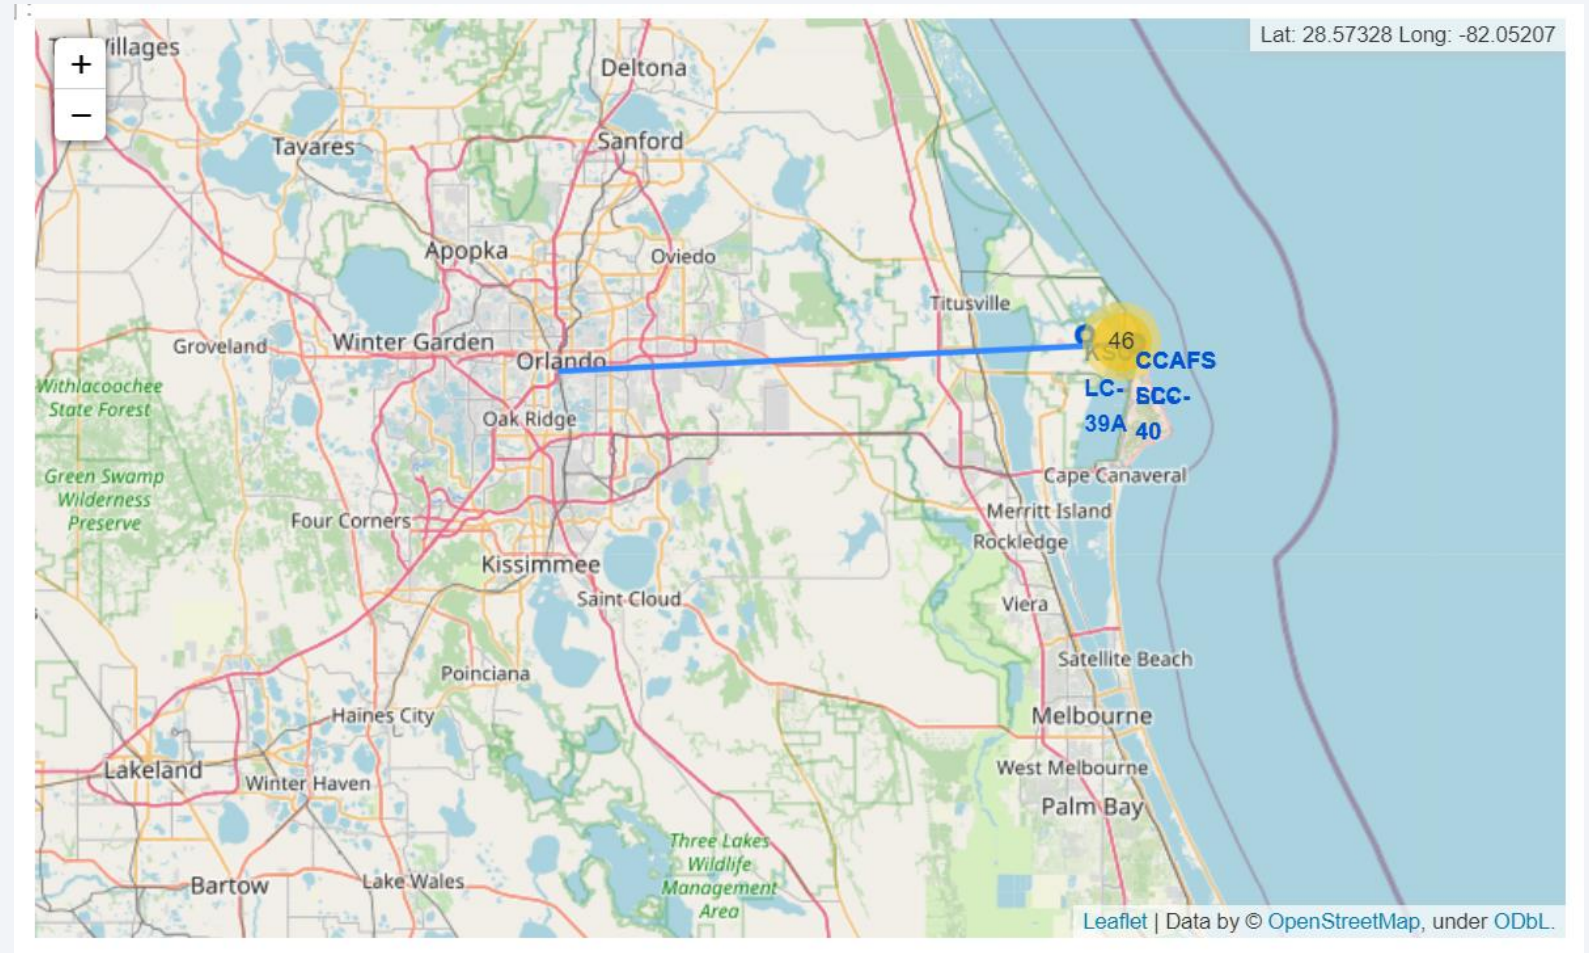 Villages
+
−
Lat: 28.57328 Long: -82.05207
Deltona
Tavares
Sanford
Apopka
Oviedo
Titusville
Groveland
Winter Garden
Orlando
46
KSC
CCAFS
LC-
39A
40
Withlacoochee
State Forest
Oak Ridge
Green Swamp
Wilderness
Preserve
Cape Canaveral
Four Corners
Merritt Island
Rockledge
Kissimmee
Saint Cloud
Viera
Poinciana
Satellite Beach
Haines City
Melbourne
Lakeland
Winter Haven
West Melbourne
Palm Bay
Three Lakes
Wildlife
Management
Area
Bartow
Lake Wales
Leaflet | Data by © OpenStreetMap, under ODbL.